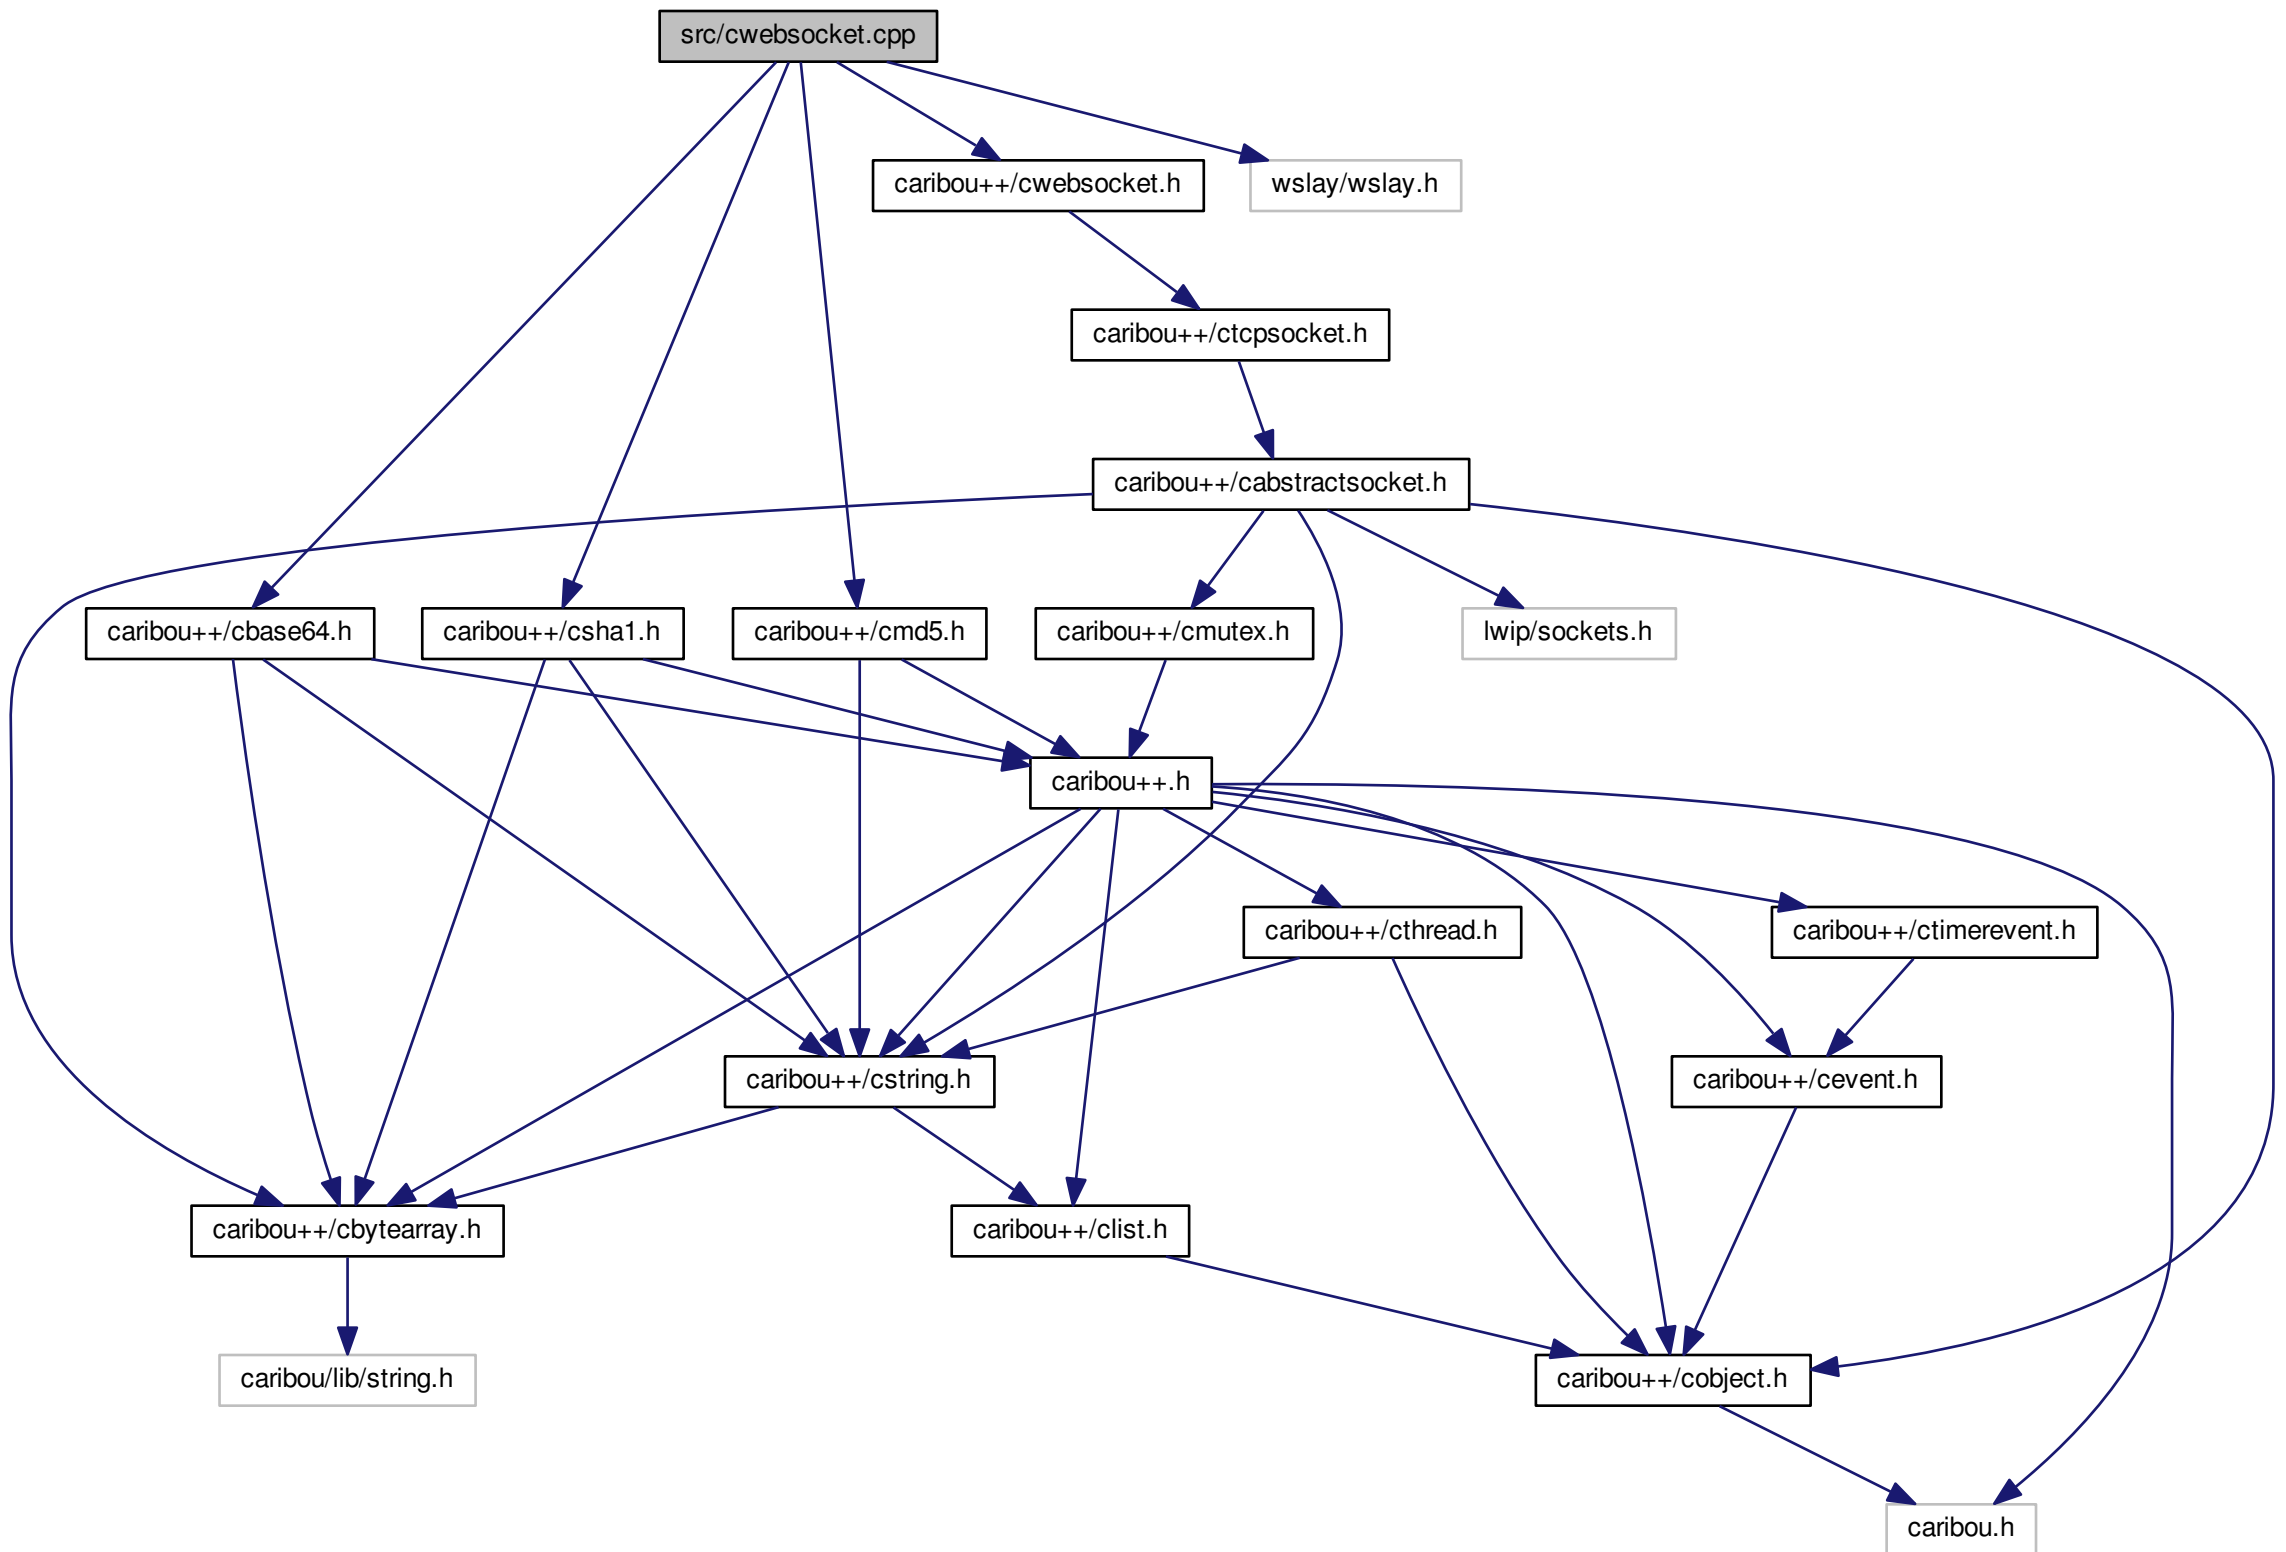 src/cwebsocket.cpp
caribou++/cwebsocket.h
wslay/wslay.h
caribou++/ctcpsocket.h
caribou++/cabstractsocket.h
caribou++/cbase64.h
caribou++/csha1.h
caribou++/cmd5.h
caribou++/cmutex.h
lwip/sockets.h
caribou++.h
caribou++/cthread.h
caribou++/ctimerevent.h
caribou++/cstring.h
caribou++/cevent.h
caribou++/cbytearray.h
caribou++/clist.h
caribou/lib/string.h
caribou++/cobject.h
caribou.h